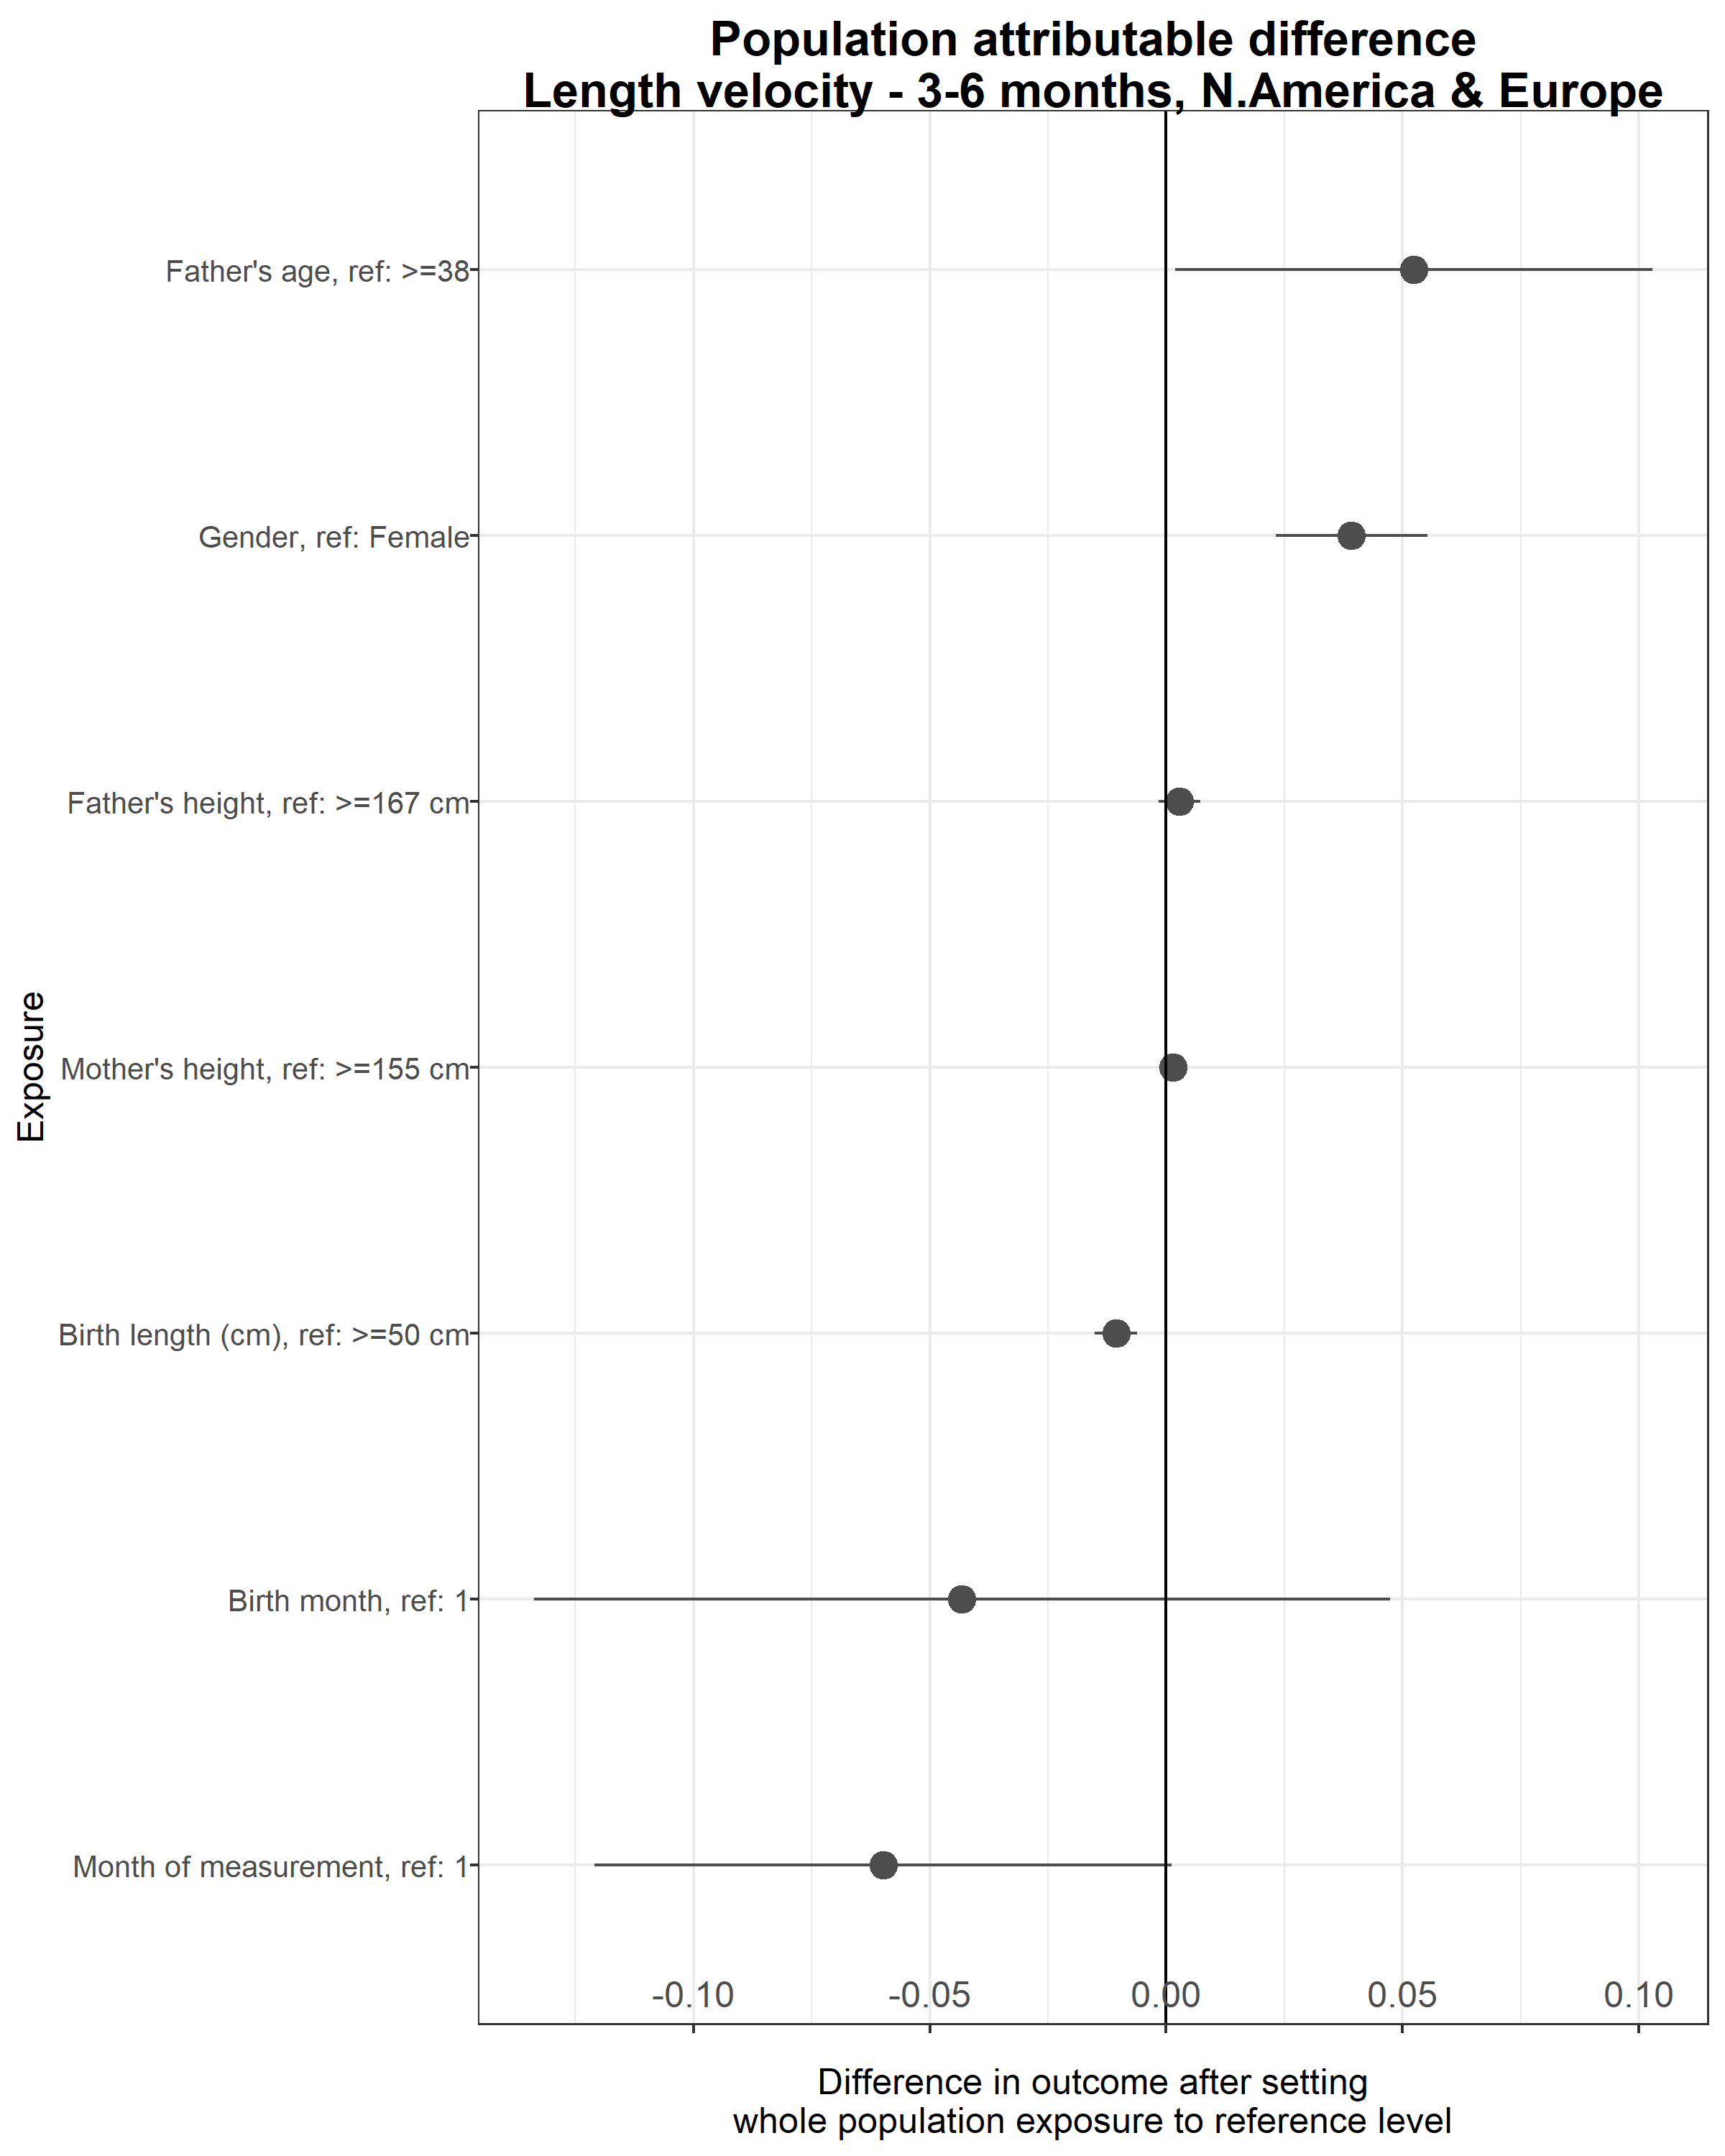 Population attributable difference
Length velocity - 3-6 months, N.America & Europe
Father's age, ref: >=38
Gender, ref: Female
Father's height, ref: >=167 cm
Mother's height, ref: >=155 cm
Birth length (cm), ref: >=50 cm
Birth month, ref: 1
Month of measurement, ref: 1
Exposure
-0.10 -0.05 0.00 0.05 0.10
Difference in outcome after setting
whole population exposure to reference level